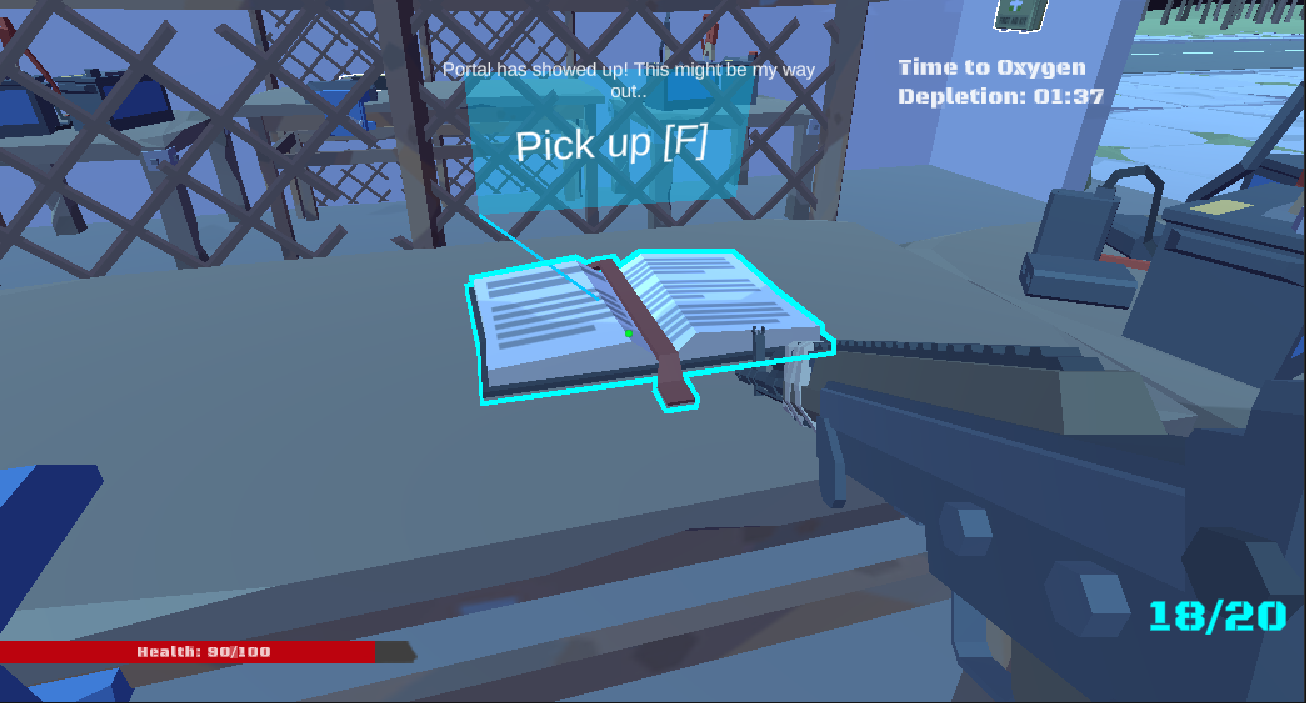 Portal has showed up! This might be my way
out..
Pick up [F]
Time to Oxygen
Depletion: 01:37
Health: 90/100
18/20